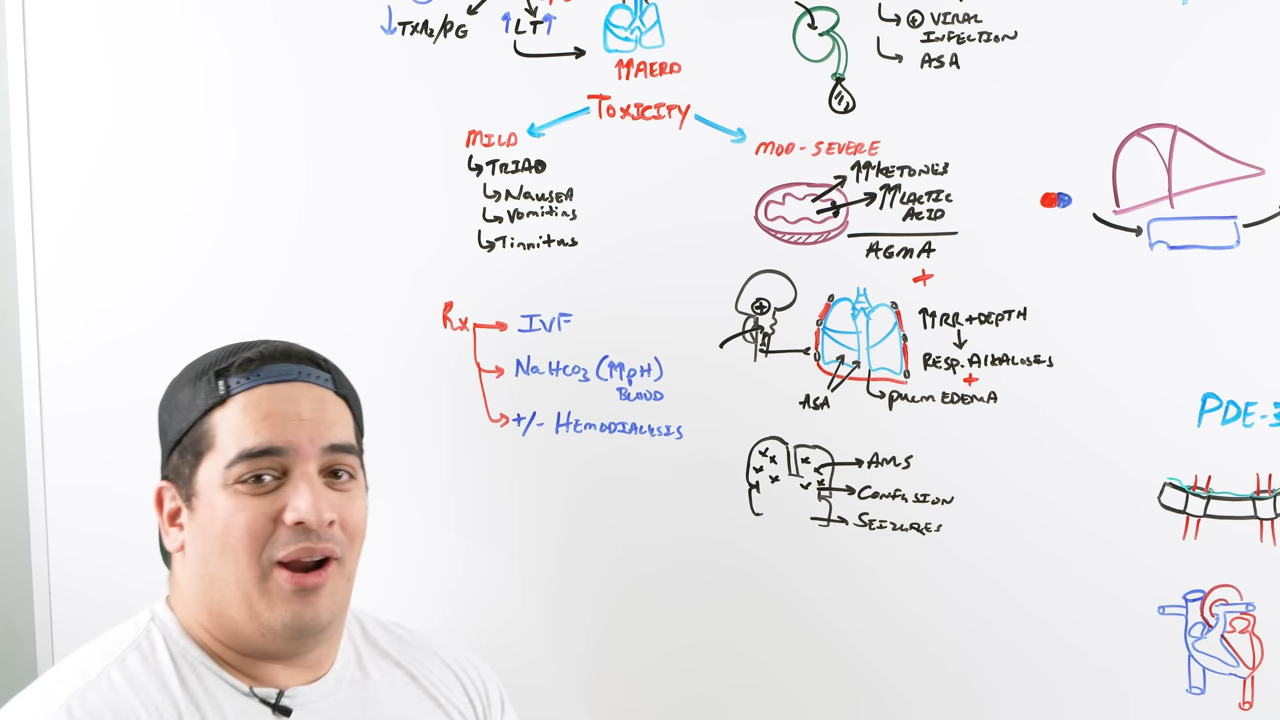 ↓TXA2/PG
↑LT↑
↑↑AERD
⊕ VIRAL
INFECTION
ASA
TOXICITY
MILD
TRIAD
NAUSEA
Vomiting
Tinnitus
MOD-SEVERE
↑↑KETONES
↑↑LACTIC
ACID
AGMA
+
Rx
IVF
NaHCO3 (↑↑pH)
BLOOD
+/- HEMODIALYSIS
↑↑RR+DEPTH
↓
RESP. ALKALOSES
+
ASA
PULM EDEMA
AMS
CONFUSION
SEIZURES
PDE-3